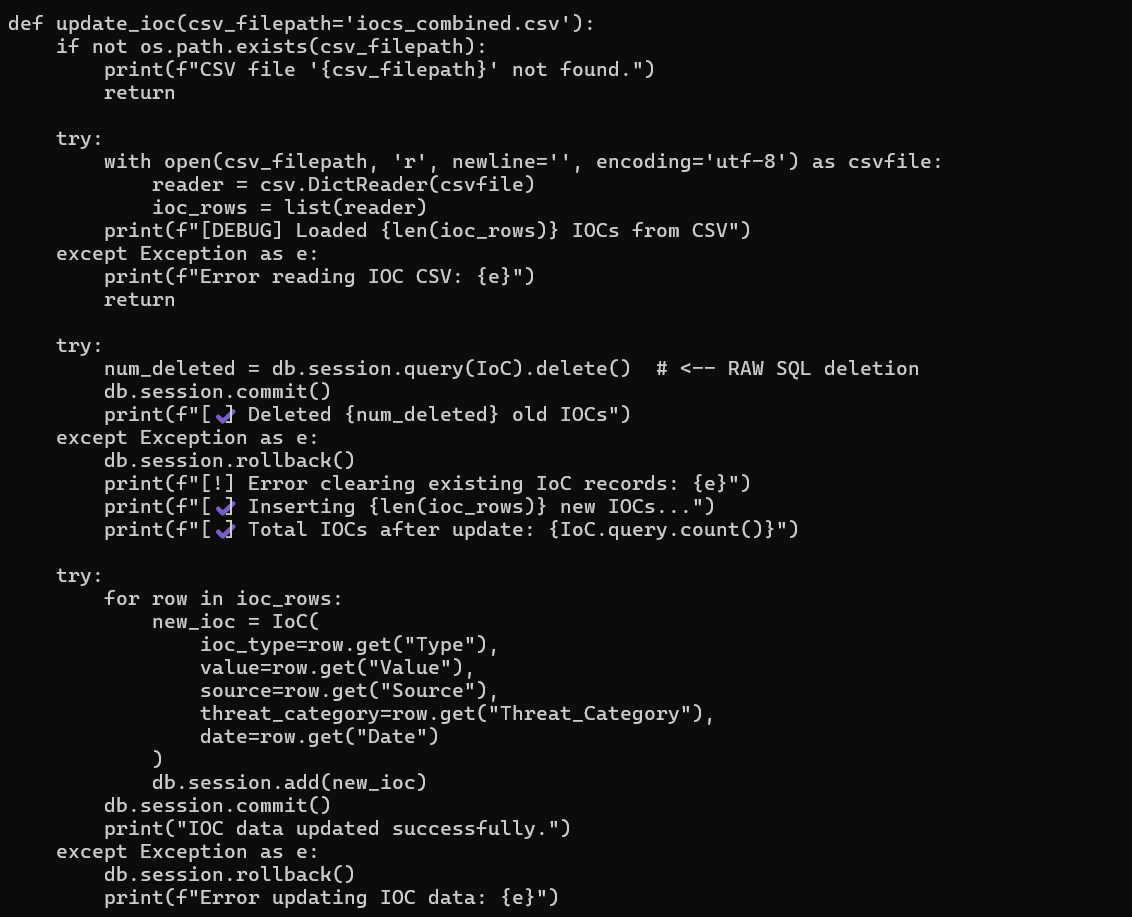 def update_ioc(csv_filepath='iocs_combined.csv'):
    if not os.path.exists(csv_filepath):
        print(f"CSV file '{csv_filepath}' not found.")
        return

    try:
        with open(csv_filepath, 'r', newline='', encoding='utf-8') as csvfile:
            reader = csv.DictReader(csvfile)
            ioc_rows = list(reader)
        print(f"[DEBUG] Loaded {len(ioc_rows)} IOCs from CSV")
    except Exception as e:
        print(f"Error reading IOC CSV: {e}")
        return

    try:
        num_deleted = db.session.query(IoC).delete()  # <-- RAW SQL deletion
        db.session.commit()
        print(f"[✔] Deleted {num_deleted} old IOCs")
    except Exception as e:
        db.session.rollback()
        print(f"[!] Error clearing existing IoC records: {e}")
        print(f"[✔] Inserting {len(ioc_rows)} new IOCs...")
        print(f"[✔] Total IOCs after update: {IoC.query.count()}")

    try:
        for row in ioc_rows:
            new_ioc = IoC(
                ioc_type=row.get("Type"),
                value=row.get("Value"),
                source=row.get("Source"),
                threat_category=row.get("Threat_Category"),
                date=row.get("Date")
            )
            db.session.add(new_ioc)
        db.session.commit()
        print("IOC data updated successfully.")
    except Exception as e:
        db.session.rollback()
        print(f"Error updating IOC data: {e}")